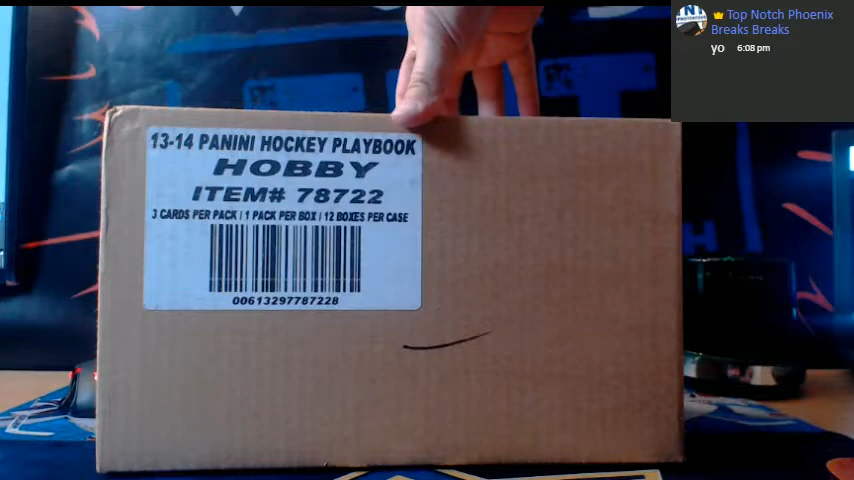 13-14 PANINI HOCKEY PLAYBOOK
HOBBY
ITEM# 78722
3 CARDS PER PACK / 1 PACK PER BOX / 12 BOXES PER CASE
00613297787228
Top Notch Phoenix
Breaks Breaks
yo 6:08 pm